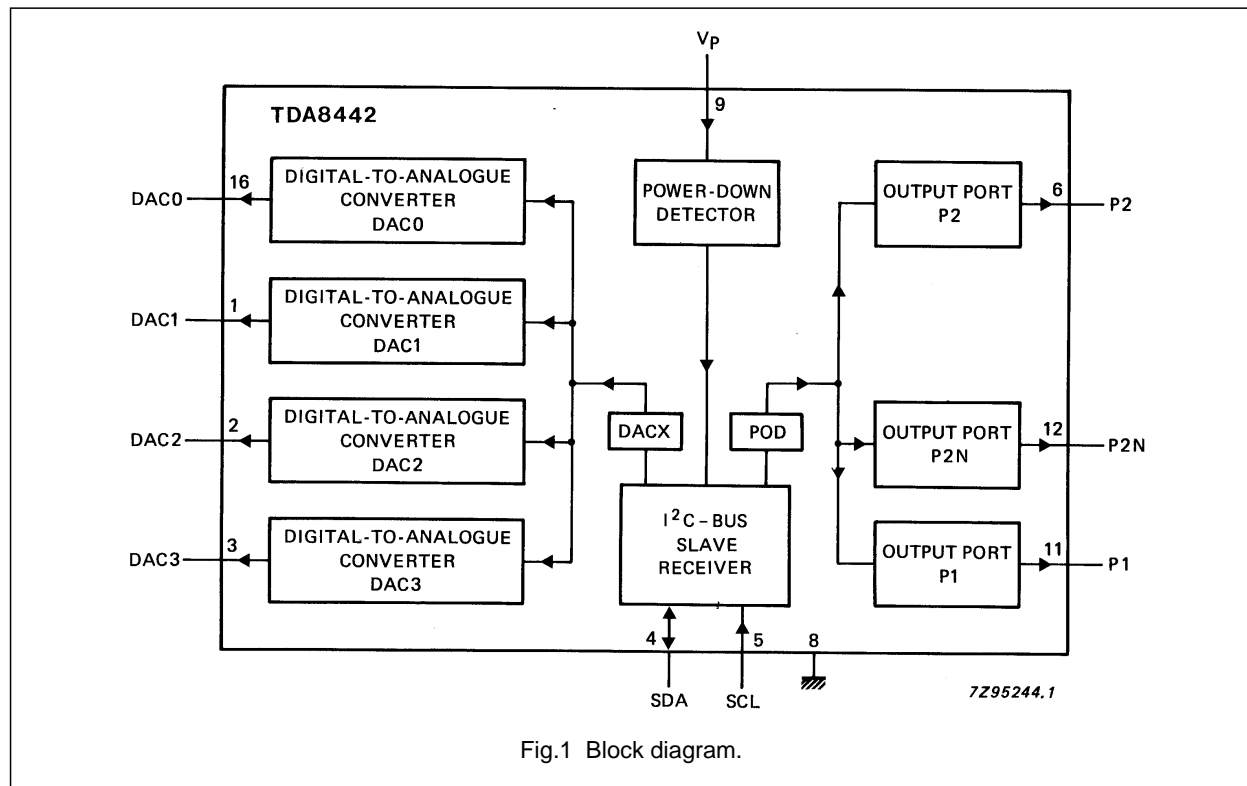 VP
9
TDA8442
16
DAC0
DIGITAL-TO-ANALOGUE
CONVERTER
DAC0
1
DAC1
DIGITAL-TO-ANALOGUE
CONVERTER
DAC1
2
DAC2
DIGITAL-TO-ANALOGUE
CONVERTER
DAC2
3
DAC3
DIGITAL-TO-ANALOGUE
CONVERTER
DAC3
POWER-DOWN
DETECTOR
DACX
POD
I²C-BUS
SLAVE
RECEIVER
OUTPUT PORT
P2
6
P2
OUTPUT PORT
P2N
12
P2N
OUTPUT PORT
P1
11
P1
4
5
8
SDA
SCL
7Z95244.1
Fig.1 Block diagram.